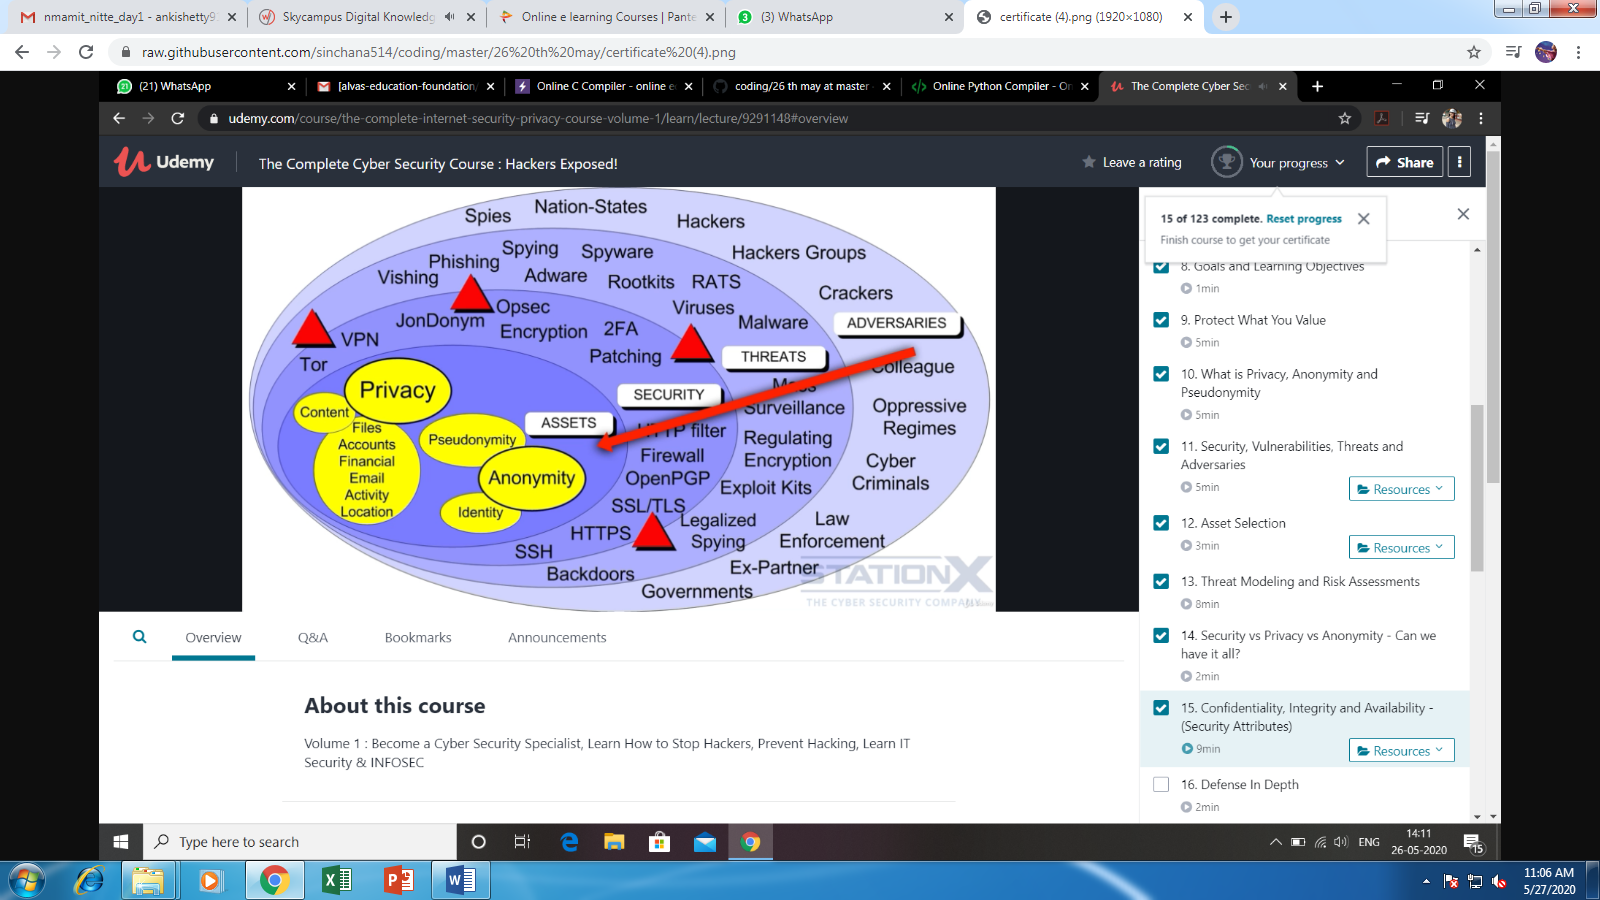 nmamit_nitte_day1 - ankishetty9
Skycampus Digital Knowledg
Online e learning Courses | Pante
(3) WhatsApp
certificate (4).png (1920×1080)
raw.githubusercontent.com/sinchana514/coding/master/26%20th%20may/certificate%20(4).png
(21) WhatsApp
[alvas-education-foundation/
Online C Compiler - online e
coding/26 th may at master
Online Python Compiler - On
The Complete Cyber Sec
udemy.com/course/the-complete-internet-security-privacy-course-volume-1/learn/lecture/9291148#overview
Udemy
The Complete Cyber Security Course : Hackers Exposed!
Leave a rating
Your progress
Share
15 of 123 complete. Reset progress
Finish course to get your certificate
Spies
Nation-States
Hackers
Hackers Groups
Crackers
ADVERSARIES
Colleague
Oppressive
Regimes
Cyber
Criminals
Law
Enforcement
Ex-Partner
Governments
Vishing
Phishing
Spying
Spyware
Adware
Rootkits
RATS
Viruses
Malware
THREATS
Mass
Surveillance
Regulating
Encryption
Exploit Kits
Legalized
Spying
Backdoors
Tor
VPN
JonDonym
Opsec
Encryption
2FA
Patching
SECURITY
HTTP filter
Firewall
OpenPGP
SSL/TLS
HTTPS
SSH
ASSETS
Privacy
Content
Files
Accounts
Financial
Email
Activity
Location
Pseudonymity
Anonymity
Identity
STATIONX
THE CYBER SECURITY COMPANY
8. Goals and Learning Objectives
1min
9. Protect What You Value
5min
10. What is Privacy, Anonymity and
Pseudonymity
5min
11. Security, Vulnerabilities, Threats and
Adversaries
5min
Resources
12. Asset Selection
3min
Resources
13. Threat Modeling and Risk Assessments
8min
14. Security vs Privacy vs Anonymity - Can we
have it all?
2min
15. Confidentiality, Integrity and Availability -
(Security Attributes)
9min
Resources
16. Defense In Depth
2min
Overview
Q&A
Bookmarks
Announcements
About this course
Volume 1 : Become a Cyber Security Specialist, Learn How to Stop Hackers, Prevent Hacking, Learn IT
Security & INFOSEC
Type here to search
ENG
14:11
26-05-2020
15
11:06 AM
5/27/2020